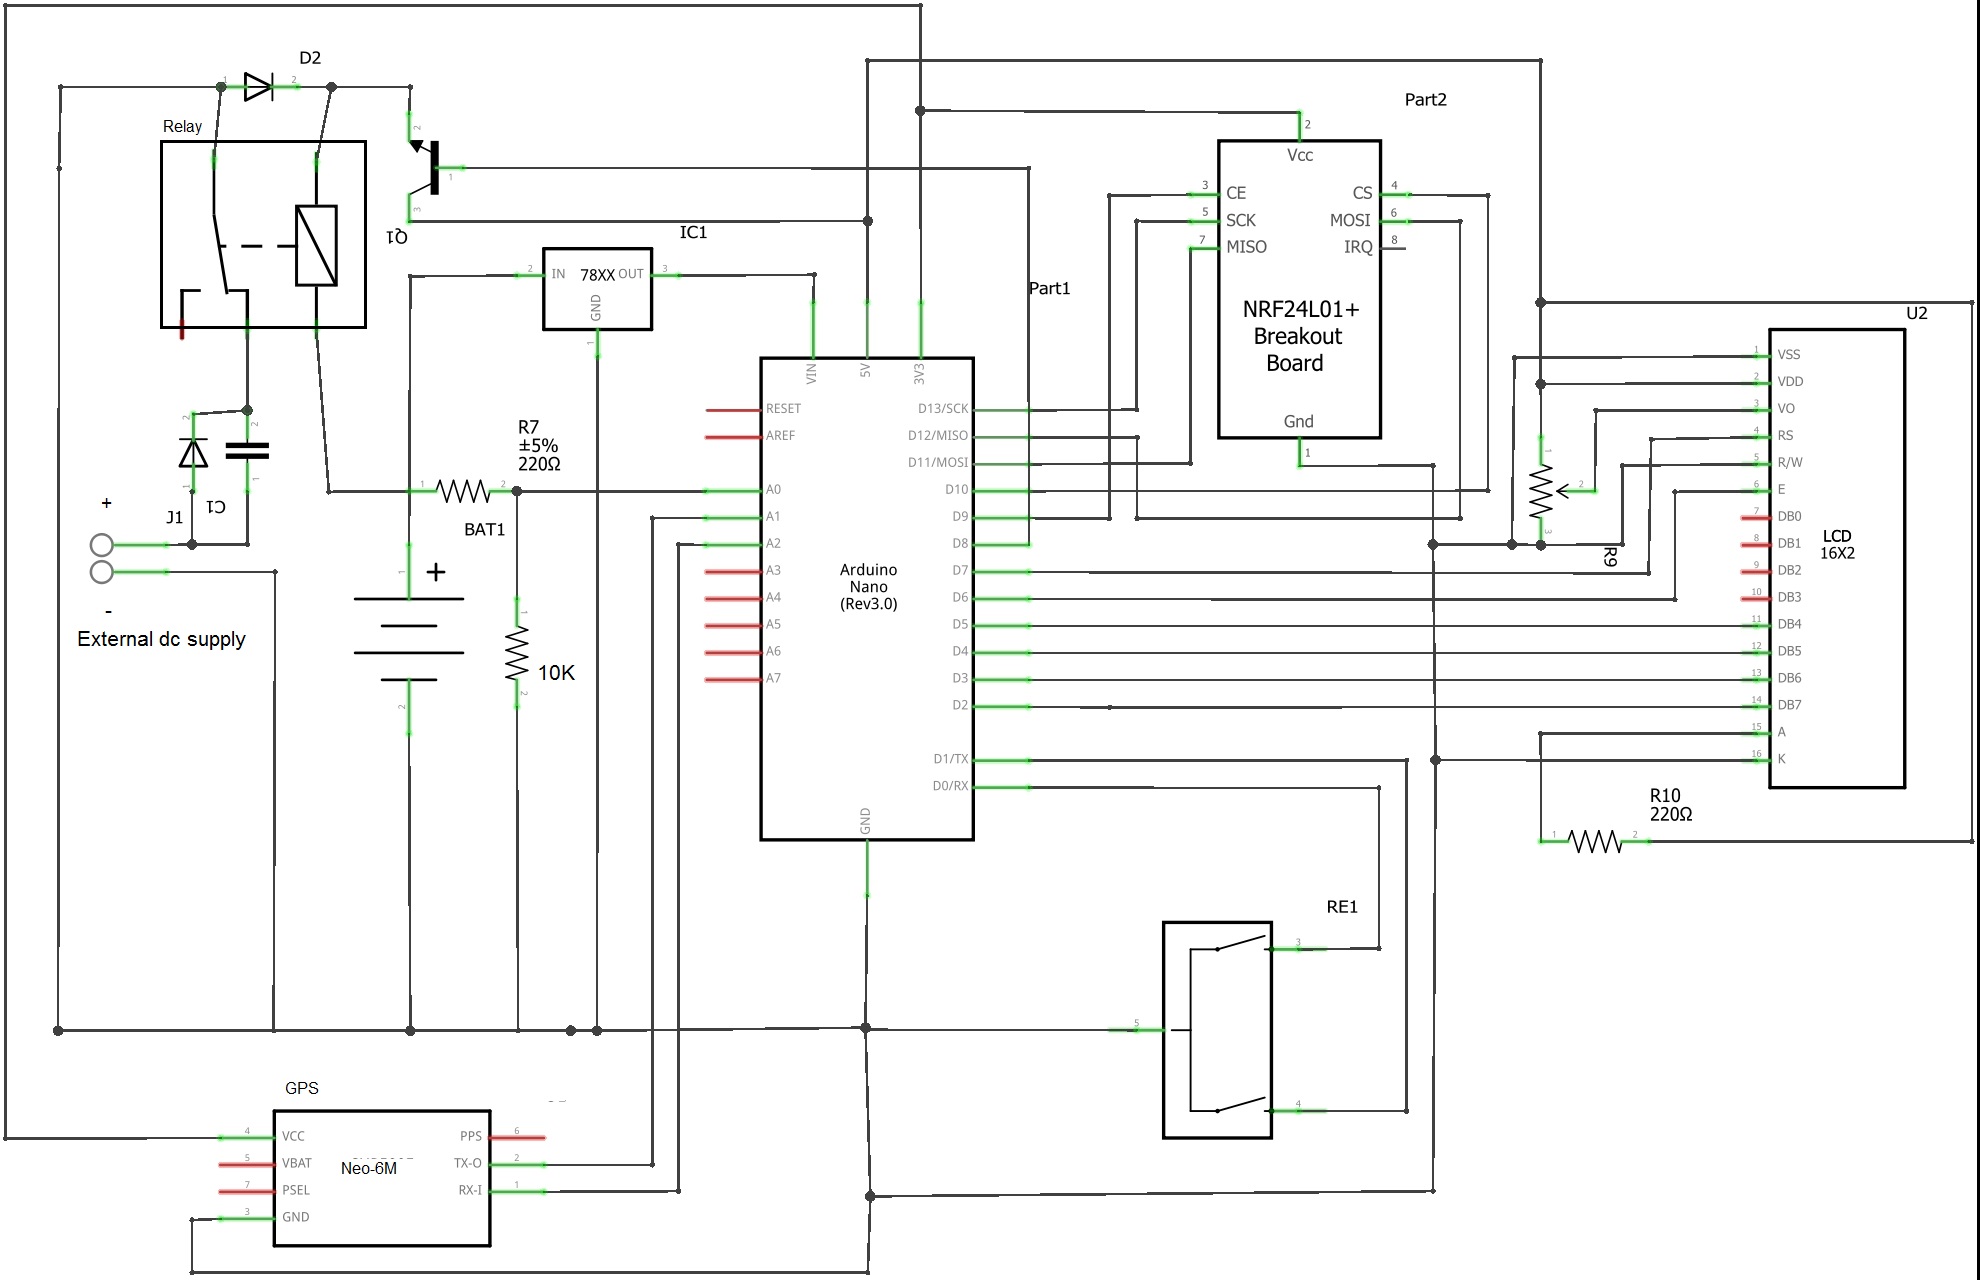 D2
1
2
Part2
Relay
2
1
3
Q1
2
Vcc
3
CE
CS
4
5
SCK
MOSI
6
7
MISO
IRQ
8
NRF24L01+
Breakout
Board
Gnd
1
IC1
2
IN
78XX
OUT
3
GND
1
Part1
U2
VIN
5V
3V3
RESET
AREF
A0
A1
A2
A3
A4
A5
A6
A7
D13/SCK
D12/MISO
D11/MOSI
D10
D9
D8
D7
D6
D5
D4
D3
D2
D1/TX
D0/RX
GND
Arduino
Nano
(Rev3.0)
1
VSS
2
VDD
3
VO
4
RS
5
R/W
6
E
7
DB0
8
DB1
9
DB2
10
DB3
11
DB4
12
DB5
13
DB6
14
DB7
15
A
16
K
LCD
16X2
1
2
3
R9
R7
±5%
220Ω
1
2
BAT1
2
2
1
1
C1
J1
+
-
External dc supply
1
+
2
1
10K
2
R10
220Ω
1
2
RE1
3
5
4
GPS
4
VCC
5
VBAT
7
PSEL
3
GND
Neo-6M
PPS
6
TX-O
2
RX-I
1